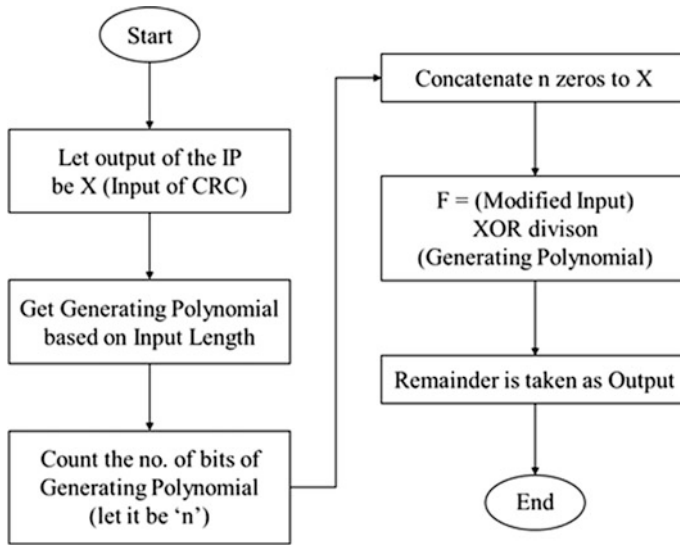 Start
Let output of the IP
be X (Input of CRC)
Get Generating Polynomial
based on Input Length
Count the no. of bits of
Generating Polynomial
(let it be ‘n’)
Concatenate n zeros to X
F = (Modified Input)
XOR divison
(Generating Polynomial)
Remainder is taken as Output
End